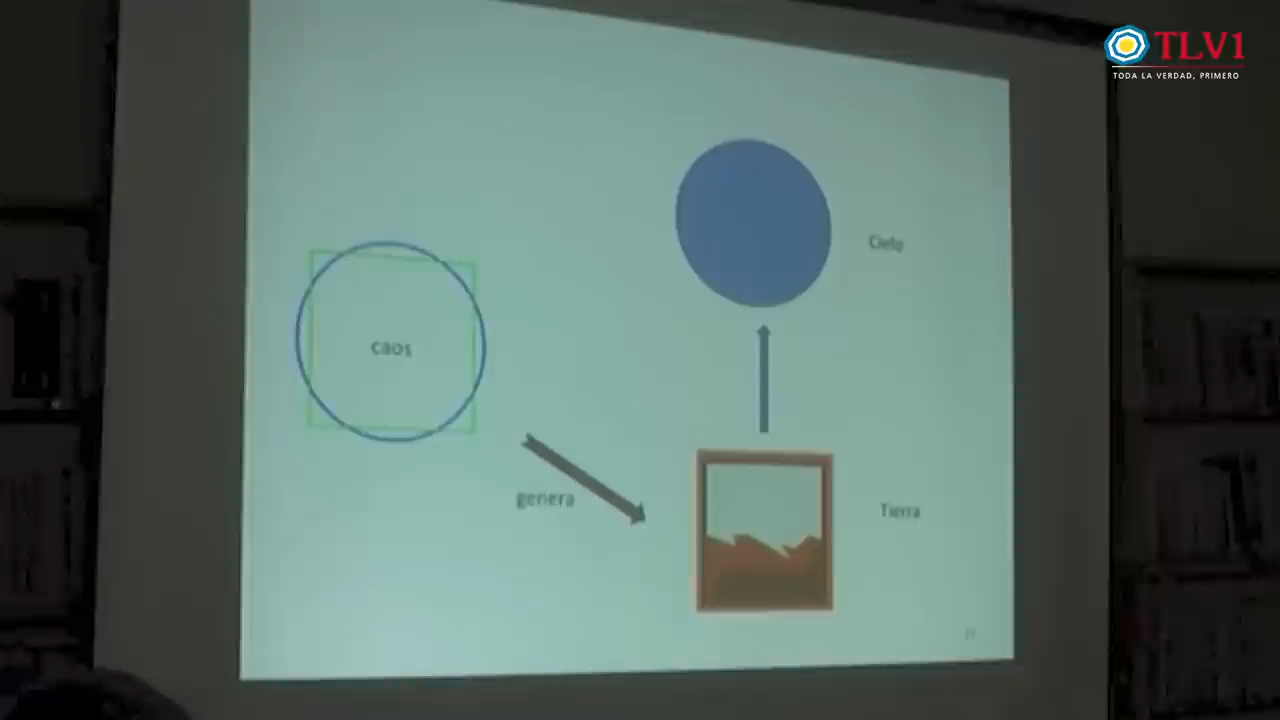 TLV1
TODA LA VERDAD, PRIMERO
Cielo
caos
genera
Tierra